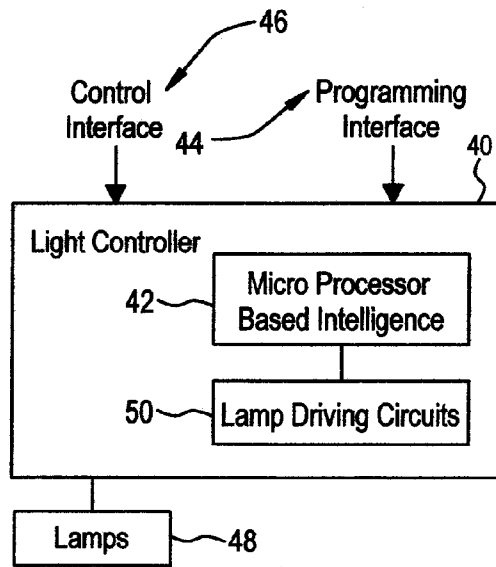 46
Control
Interface
44
Programming
Interface
40
Light Controller
42
Micro Processor
Based Intelligence
50
Lamp Driving Circuits
Lamps
48